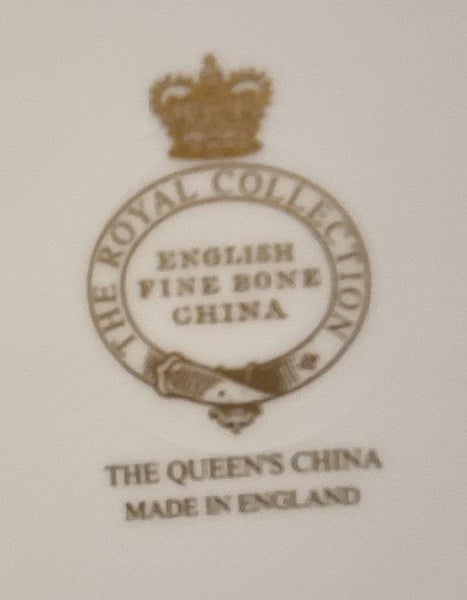 THE ROYAL COLLECTION
ENGLISH
FINE BONE
CHINA
THE QUEEN'S CHINA
MADE IN ENGLAND